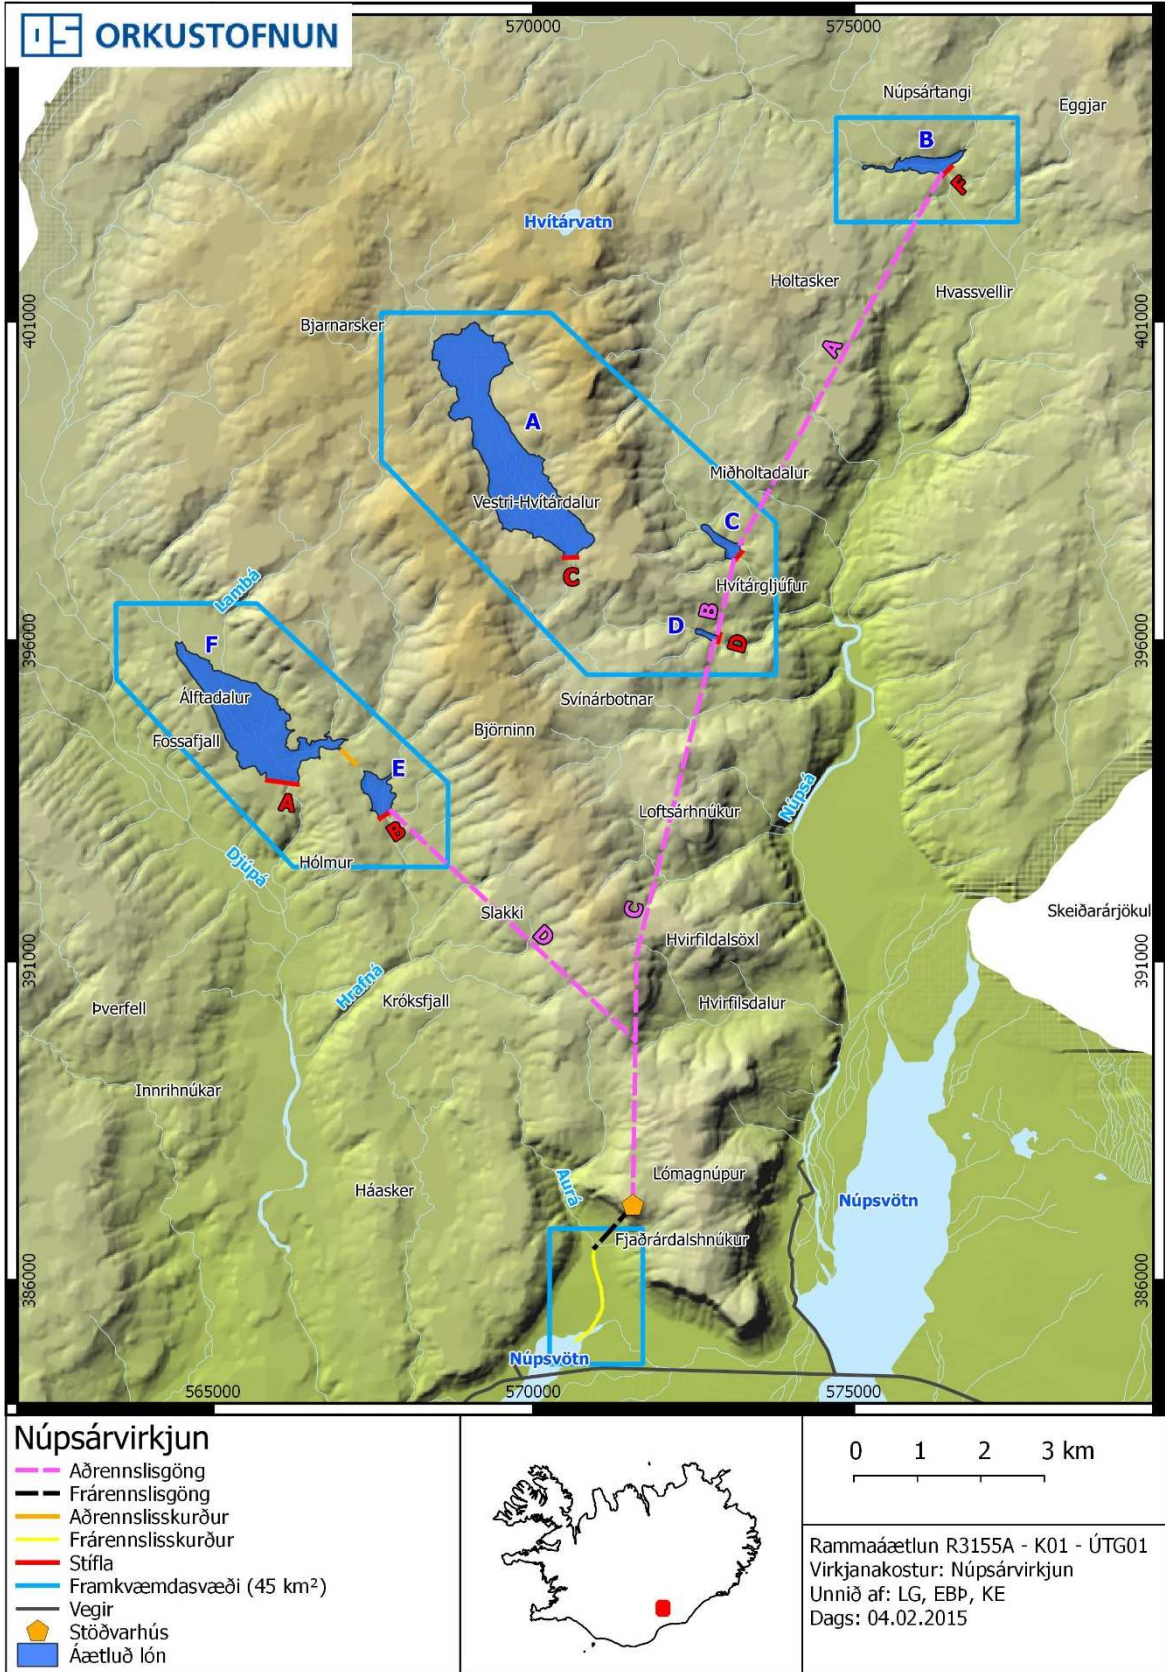 OS ORKUSTOFNUN
570000
575000
Núpsártangi
Eggjar
B
F
Hvítárvatn
Holtasker
Hvassvellir
401000
401000
Bjarnarsker
A
A
Miðholtadalur
Vestri-Hvítárdalur
C
C
Hvítárgljúfur
Lambá
B
D
D
396000
396000
F
Álftadalur
Svínárbotnar
Fossafjall
Björninn
E
A
B
Loftsárhnúkur
Núpsá
Djúpá
Hólmur
Slakki
C
D
Skeiðarárjökul
Hvirfildalsöxl
391000
391000
Hrafná
Króksfjall
Hvirfilsdalur
Þverfell
Innrihnúkar
Aurá
Lómagnúpur
Háasker
Núpsvötn
Fjaðrárdalshnúkur
386000
386000
Núpsvötn
565000
570000
575000
Núpsárvirkjun
Aðrennslisgöng
Frárennslisgöng
Aðrennslisskurður
Frárennslisskurður
Stífla
Framkvæmdasvæði (45 km²)
Vegir
Stöðvarhús
Áætluð lón
0 1 2 3 km
Rammaáætlun R3155A - K01 - ÚTG01
Virkjanakostur: Núpsárvirkjun
Unnið af: LG, EBÞ, KE
Dags: 04.02.2015